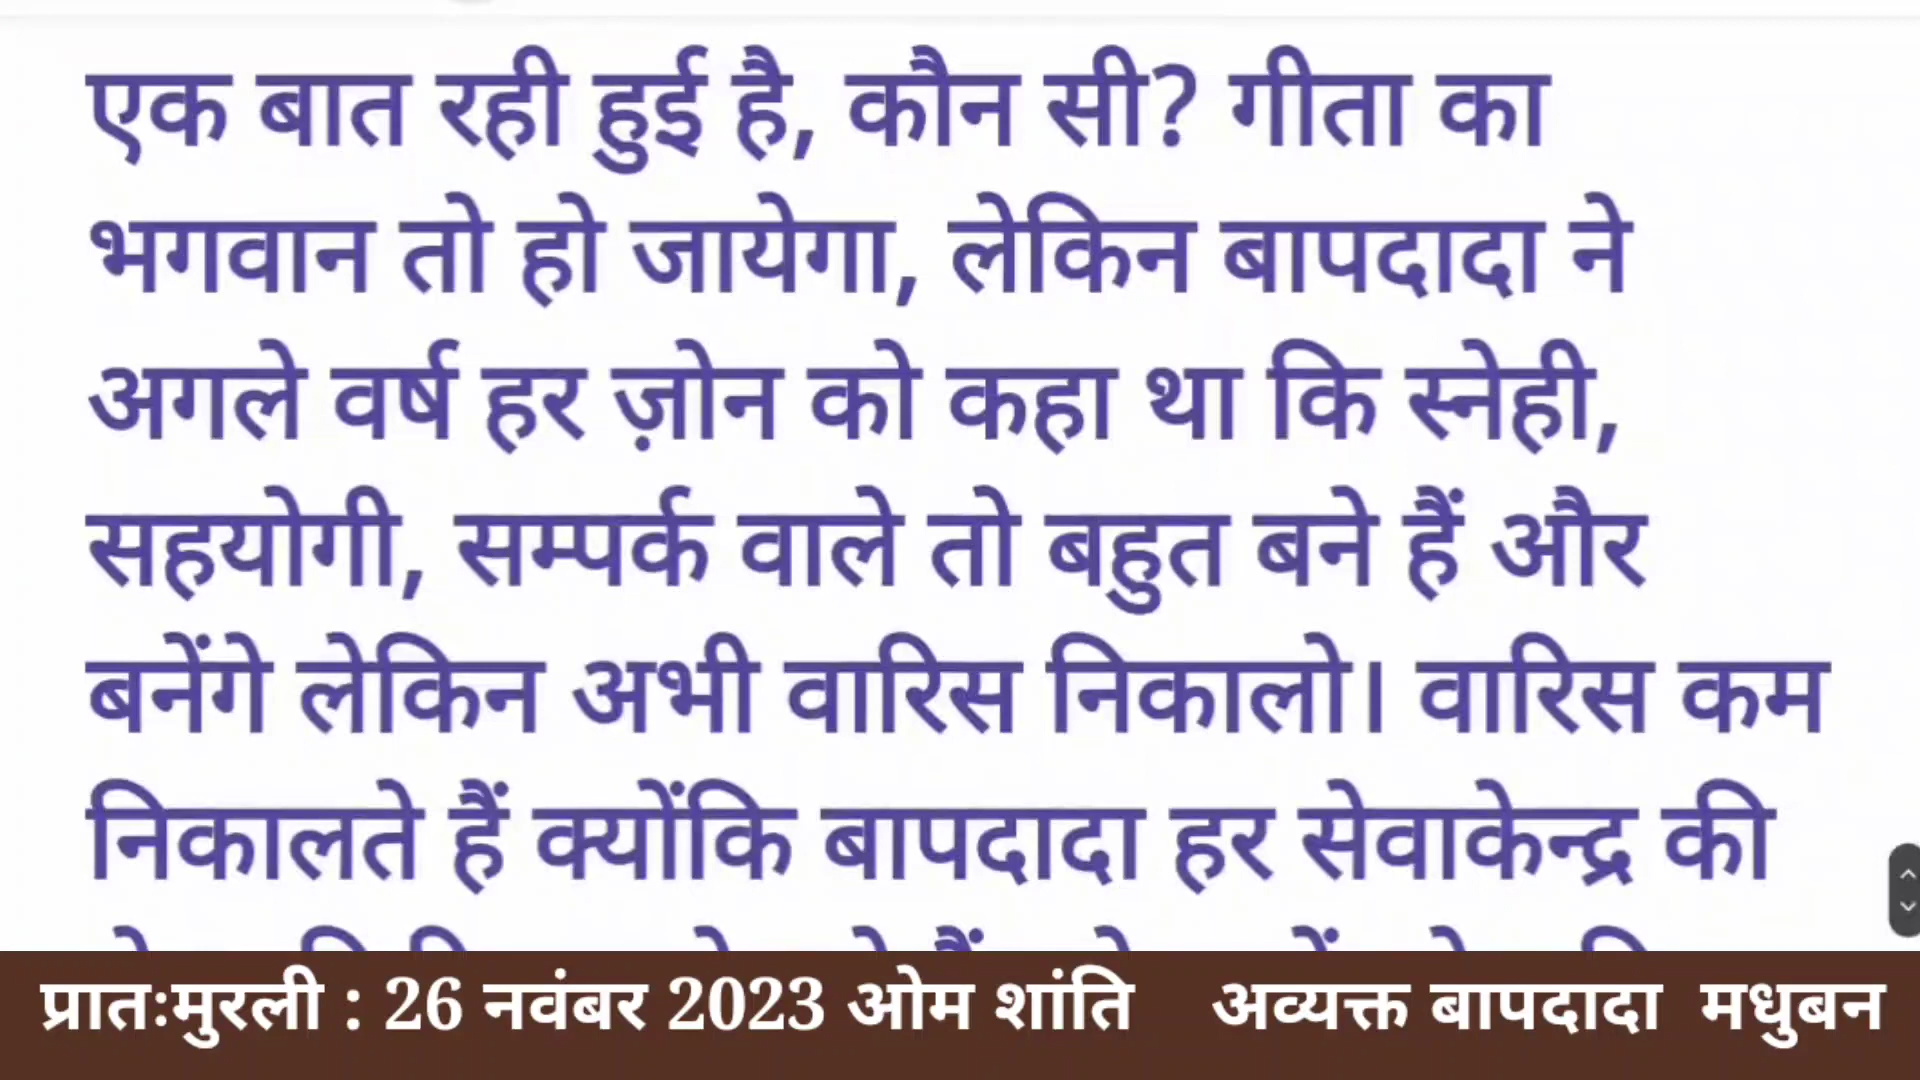 एक बात रही हुई है, कौन सी? गीता का
भगवान तो हो जायेगा, लेकिन बापदादा ने
अगले वर्ष हर ज़ोन को कहा था कि स्नेही,
सहयोगी, सम्पर्क वाले तो बहुत बने हैं और
बनेंगे लेकिन अभी वारिस निकालो। वारिस कम
निकालते हैं क्योंकि बापदादा हर सेवाकेन्द्र की
प्रातःमुरली : 26 नवंबर 2023 ओम शांति अव्यक्त बापदादा मधुबन